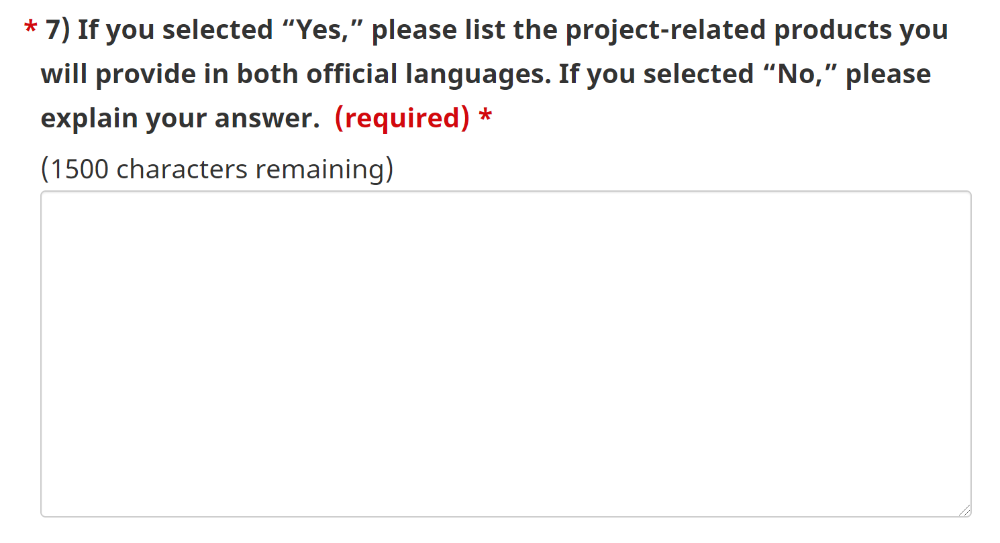 * 7) If you selected “Yes,” please list the project-related products you
will provide in both official languages. If you selected “No,” please
explain your answer. (required) *
(1500 characters remaining)